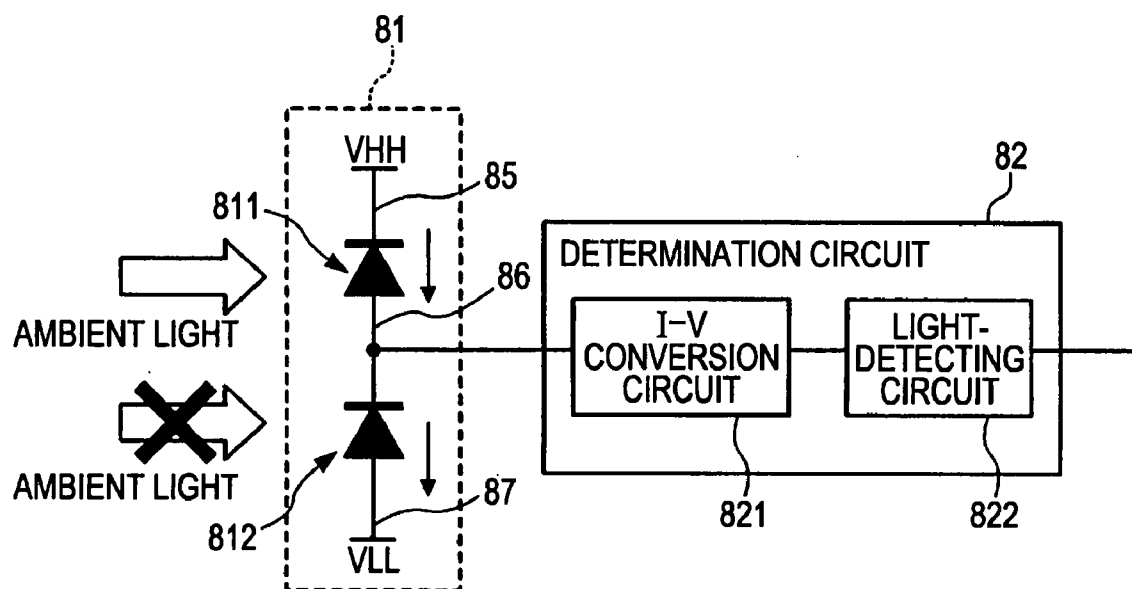 81
VHH
85
82
811
DETERMINATION CIRCUIT
86
AMBIENT LIGHT
I-V
CONVERSION
CIRCUIT
LIGHT-
DETECTING
CIRCUIT
AMBIENT LIGHT
87
821
822
812
VLL